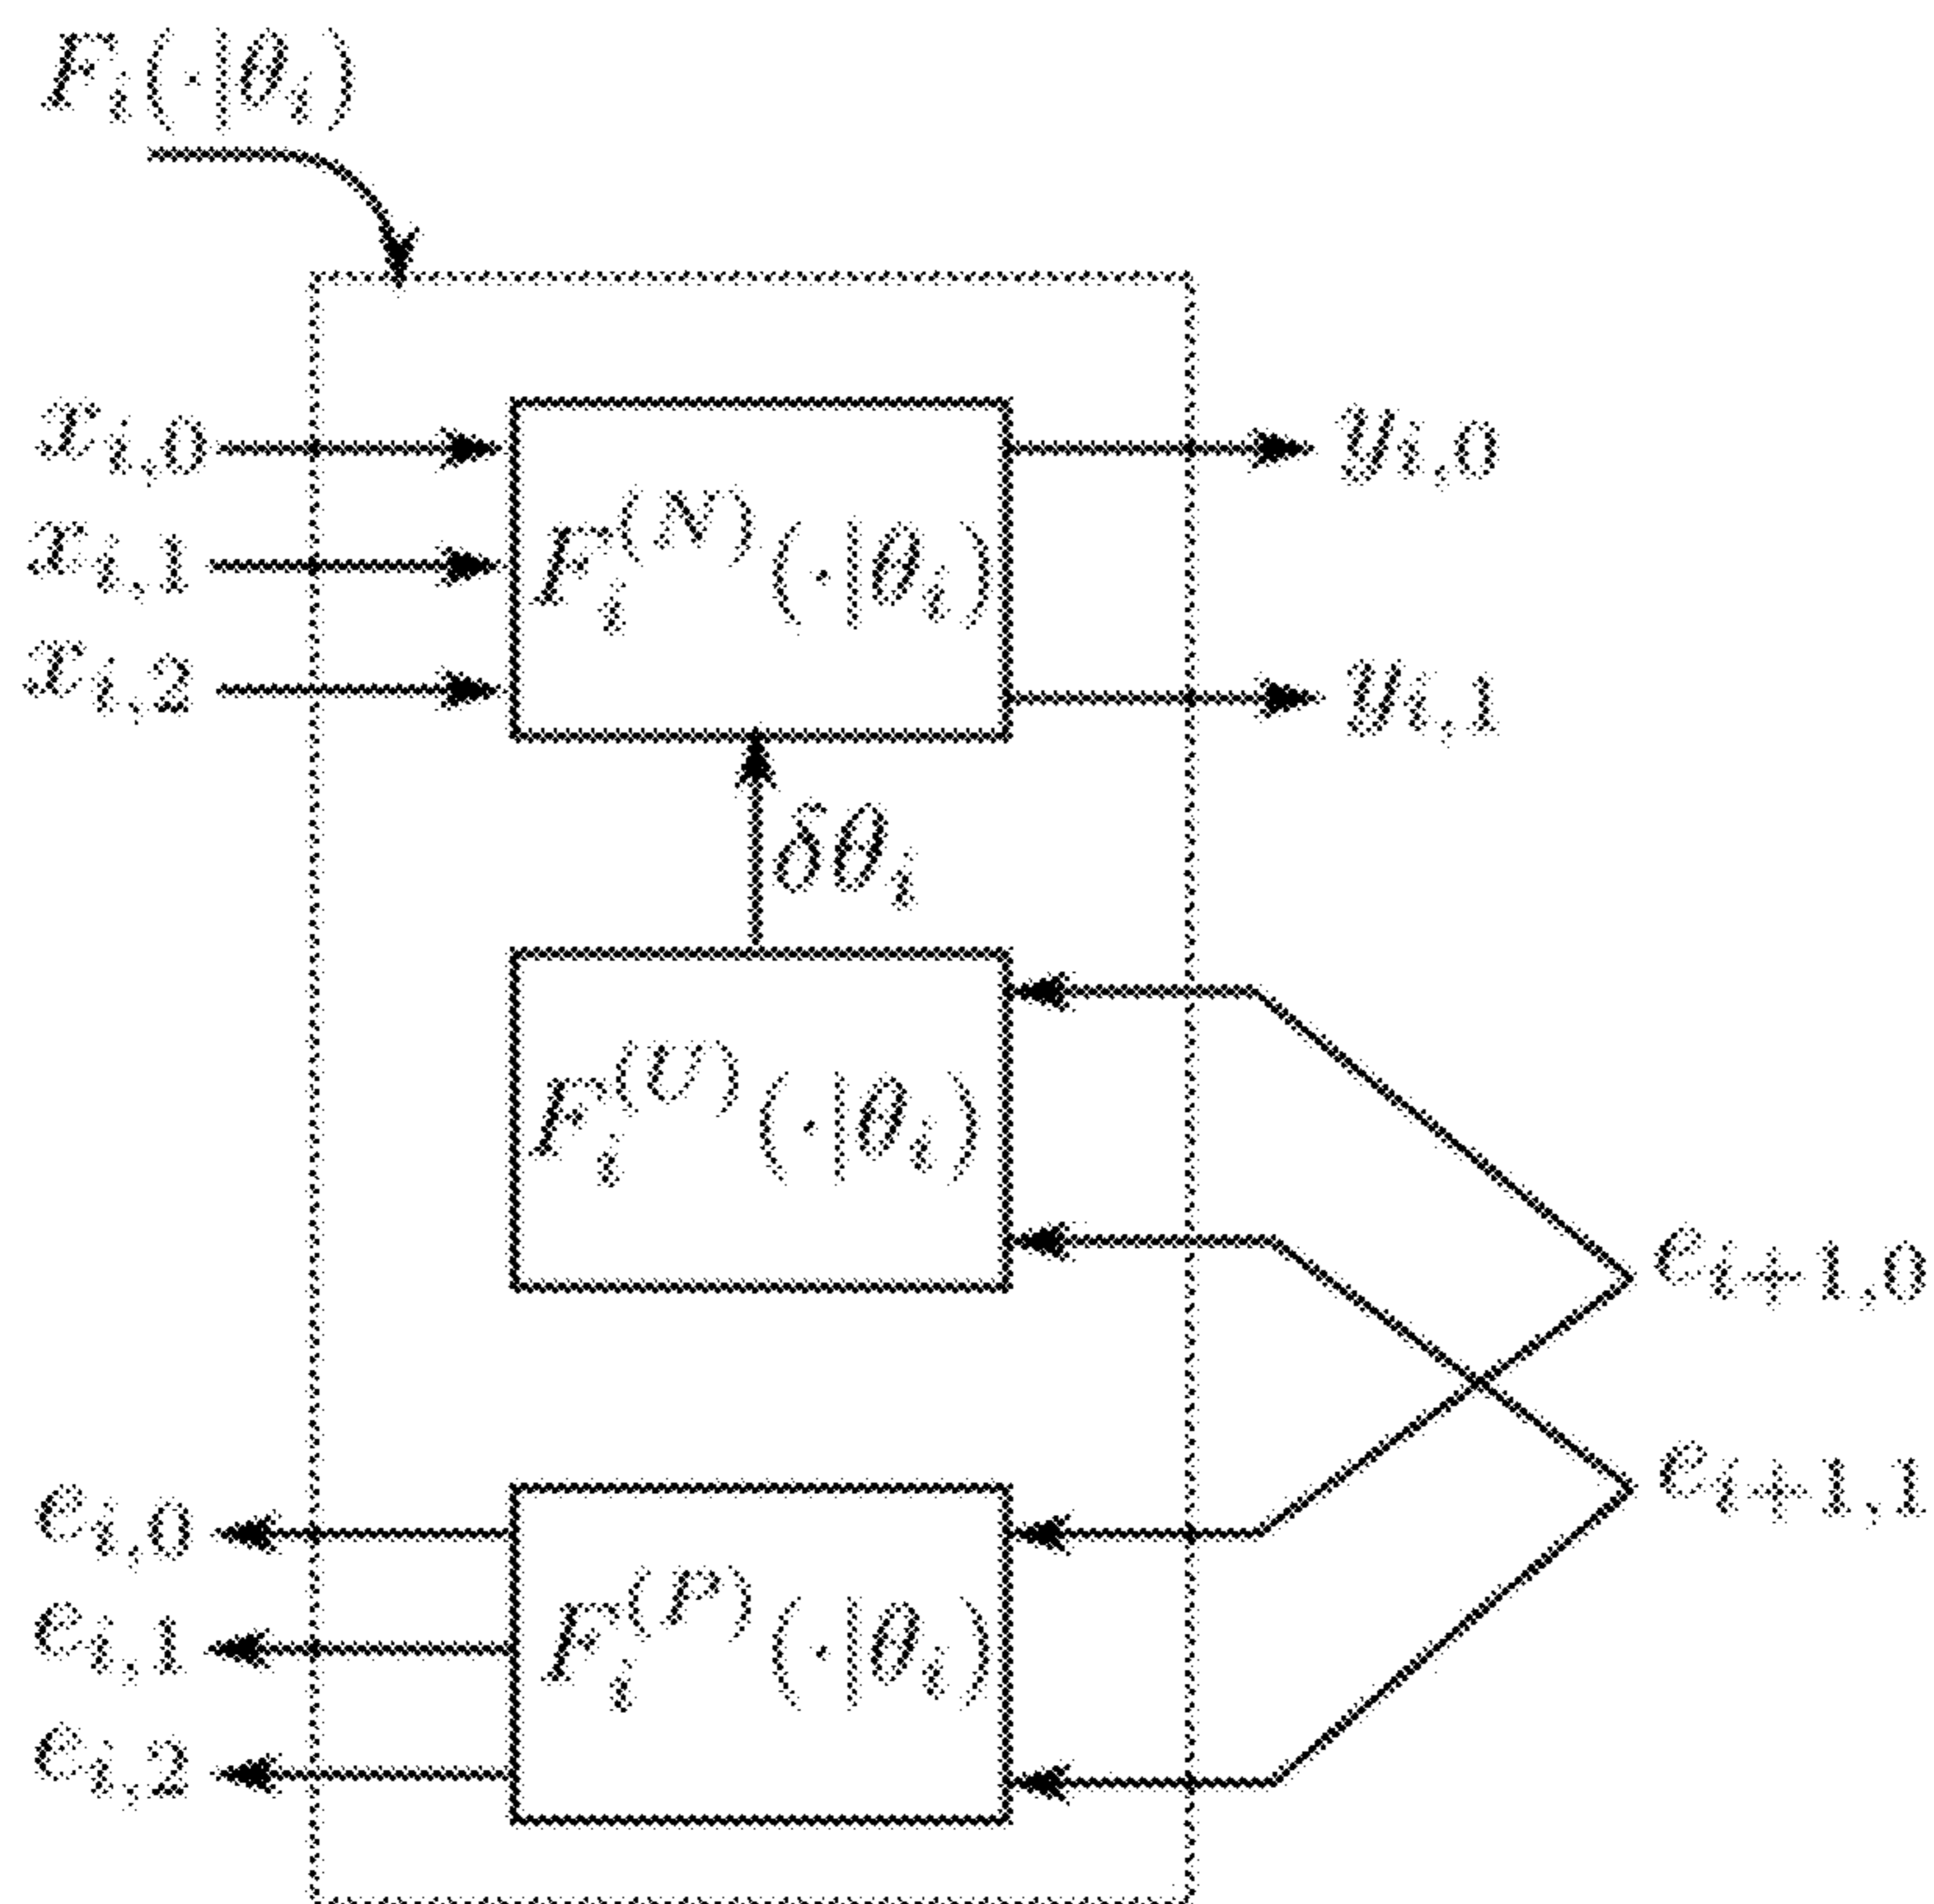 F_i(·|θ_i)
x_{i,0}
x_{i,1}
x_{i,2}
F_i^{(N)}(·|θ_i)
y_{i,0}
y_{i,1}
δθ_i
F_i^{(U)}(·|θ_i)
e_{i+1,0}
e_{i+1,1}
e_{i,0}
e_{i,1}
e_{i,2}
F_i^{(P)}(·|θ_i)